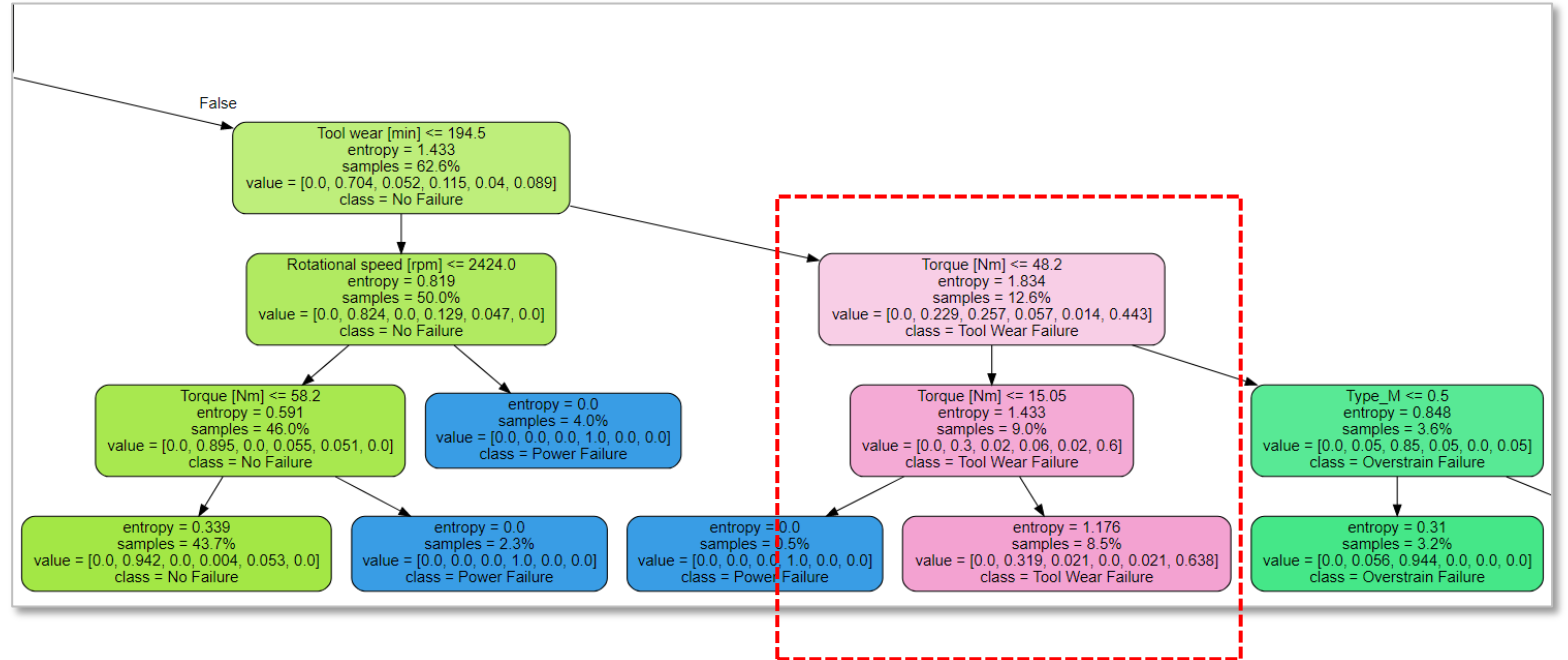 False
Tool wear [min] <= 194.5
entropy = 1.433
samples = 62.6%
value = [0.0, 0.704, 0.052, 0.115, 0.04, 0.089]
class = No Failure
Rotational speed [rpm] <= 2424.0
entropy = 0.819
samples = 50.0%
value = [0.0, 0.824, 0.0, 0.129, 0.047, 0.0]
class = No Failure
Torque [Nm] <= 48.2
entropy = 1.834
samples = 12.6%
value = [0.0, 0.229, 0.257, 0.057, 0.014, 0.443]
class = Tool Wear Failure
Torque [Nm] <= 58.2
entropy = 0.591
samples = 46.0%
value = [0.0, 0.895, 0.0, 0.055, 0.051, 0.0]
class = No Failure
entropy = 0.0
samples = 4.0%
value = [0.0, 0.0, 0.0, 1.0, 0.0, 0.0]
class = Power Failure
Torque [Nm] <= 15.05
entropy = 1.433
samples = 9.0%
value = [0.0, 0.3, 0.02, 0.06, 0.02, 0.6]
class = Tool Wear Failure
Type_M <= 0.5
entropy = 0.848
samples = 3.6%
value = [0.0, 0.05, 0.85, 0.05, 0.0, 0.05]
class = Overstrain Failure
entropy = 0.339
samples = 43.7%
value = [0.0, 0.942, 0.0, 0.004, 0.053, 0.0]
class = No Failure
entropy = 0.0
samples = 2.3%
value = [0.0, 0.0, 0.0, 1.0, 0.0, 0.0]
class = Power Failure
entropy = 0.0
samples = 0.5%
value = [0.0, 0.0, 0.0, 1.0, 0.0, 0.0]
class = Power Failure
entropy = 1.176
samples = 8.5%
value = [0.0, 0.319, 0.021, 0.0, 0.021, 0.638]
class = Tool Wear Failure
entropy = 0.31
samples = 3.2%
value = [0.0, 0.056, 0.944, 0.0, 0.0, 0.0]
class = Overstrain Failure